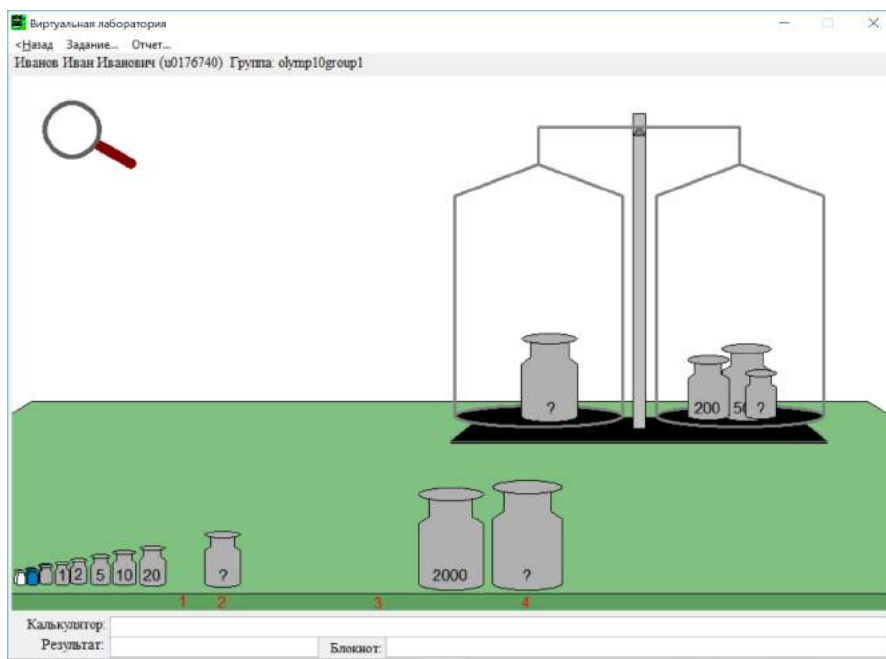 Виртуальная лаборатория
<Назад Задание... Отчет...
Иванов Иван Иванович (u0176740) Группа: olymp10group1
? 200 50 ?
2000 ?
1 2 5 10 20 ?
1 2 3 4
Калькулятор:
Результат: Блокнот: